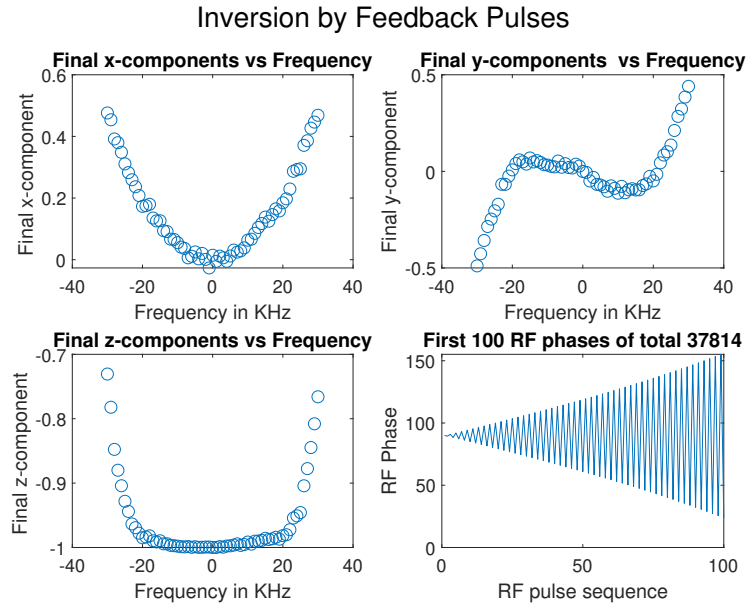 Inversion by Feedback Pulses
Final x-components vs Frequency
0.6
0.4
0.2
0
Final x-component
-40
-20
0
20
40
Frequency in KHz
Final y-components  vs Frequency
0.5
0
-0.5
Final y-component
-40
-20
0
20
40
Frequency in KHz
Final z-components vs Frequency
-0.7
-0.8
-0.9
-1
Final z-component
-40
-20
0
20
40
Frequency in KHz
First 100 RF phases of total 37814
150
100
50
0
RF Phase
0
50
100
RF pulse sequence